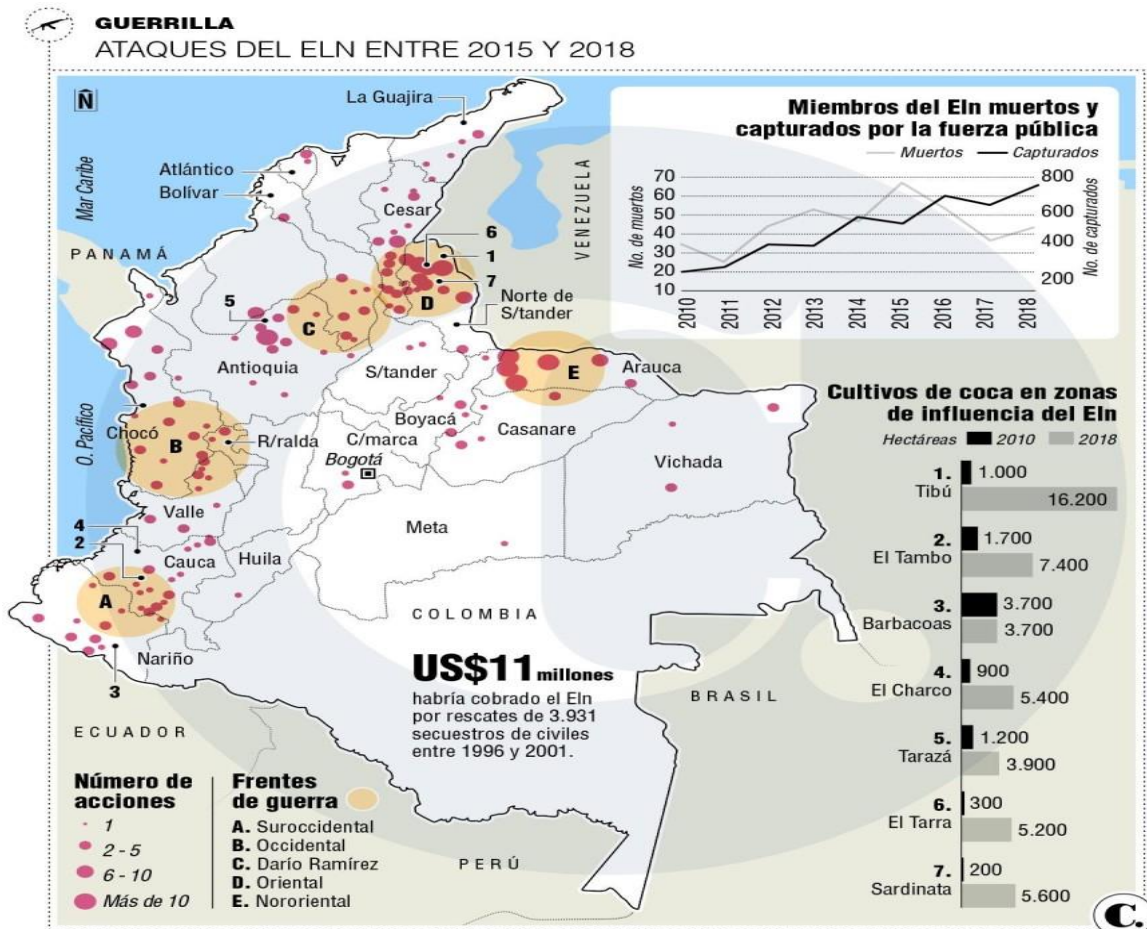 GUERRILLA
ATAQUES DEL ELN ENTRE 2015 Y 2018
Ñ
Mar Caribe
PANAMÁ
O. Pacífico
VENEZUELA
COLOMBIA
BRASIL
ECUADOR
PERÚ
La Guajira
Atlántico
Bolívar
Cesar
6
1
7
D
Norte de
S/tander
5
C
Antioquia
S/tander
E
Arauca
Boyacá
Casanare
Chocó
B
R/ralda
C/marca
Bogotá
Vichada
Valle
Meta
4
2
Cauca
Huila
A
Nariño
3
US$11 millones
habría cobrado el Eln
por rescates de 3.931
secuestros de civiles
entre 1996 y 2001.
Número de
acciones
1
2 - 5
6 - 10
Más de 10
Frentes
de guerra
A. Suroccidental
B. Occidental
C. Darío Ramírez
D. Oriental
E. Nororiental
Miembros del Eln muertos y
capturados por la fuerza pública
Muertos
Capturados
No. de muertos
70
60
50
40
30
20
10
800
600
400
200
No. de capturados
2010
2011
2012
2013
2014
2015
2016
2017
2018
Cultivos de coca en zonas
de influencia del Eln
Hectáreas 2010 2018
1. Tibú
1.000
16.200
2. El Tambo
1.700
7.400
3. Barbacoas
3.700
3.700
4. El Charco
900
5.400
5. Tarazá
1.200
3.900
6. El Tarra
300
5.200
7. Sardinata
200
5.600
C.